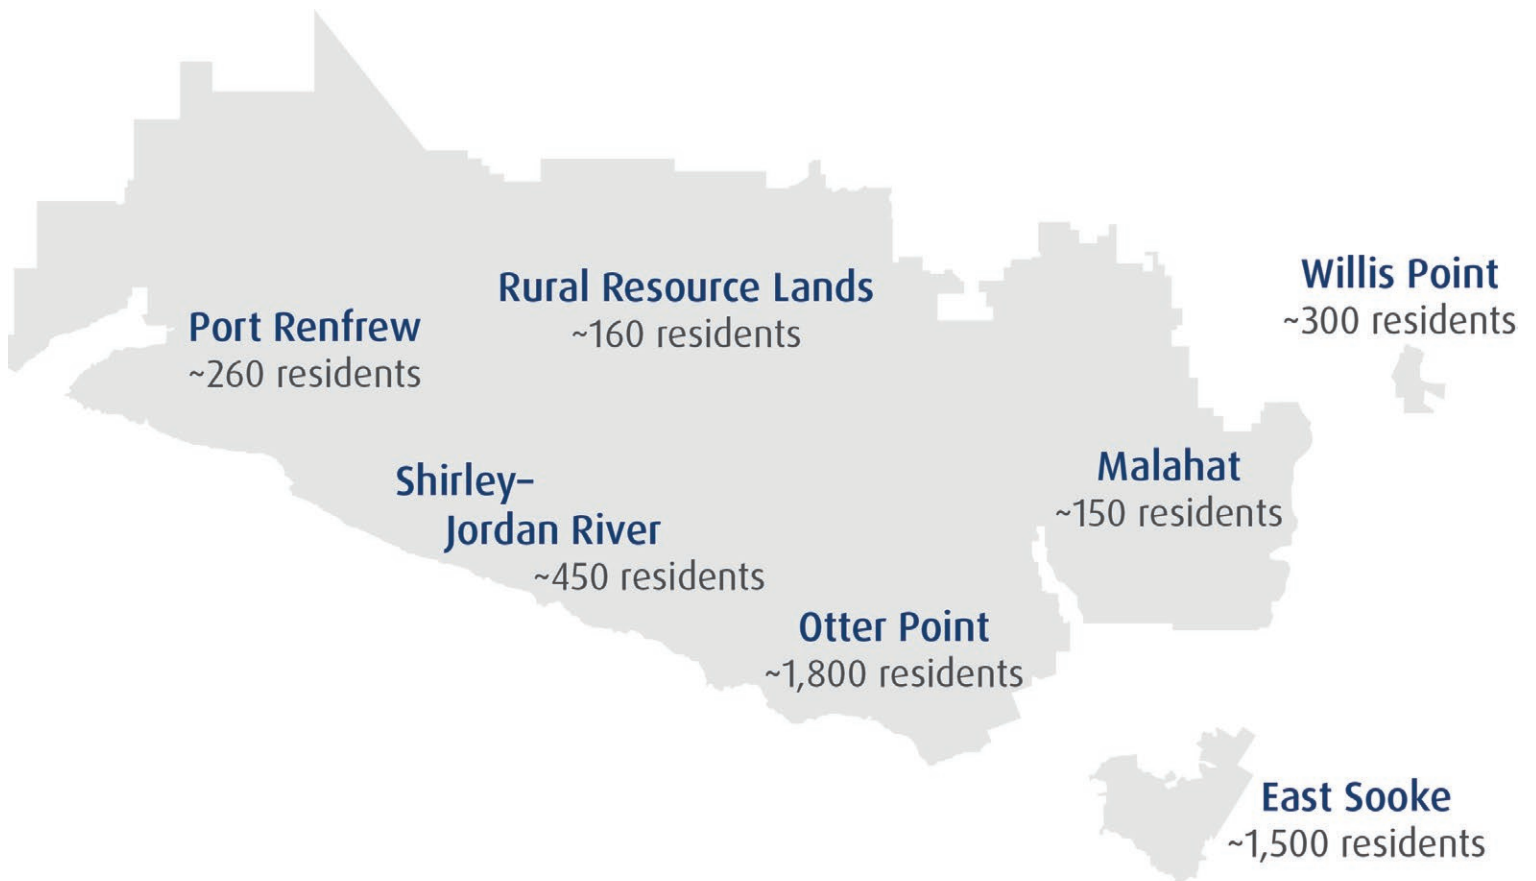 Rural Resource Lands
~160 residents
Willis Point
~300 residents
Port Renfrew
~260 residents
Shirley–
Jordan River
~450 residents
Malahat
~150 residents
Otter Point
~1,800 residents
East Sooke
~1,500 residents